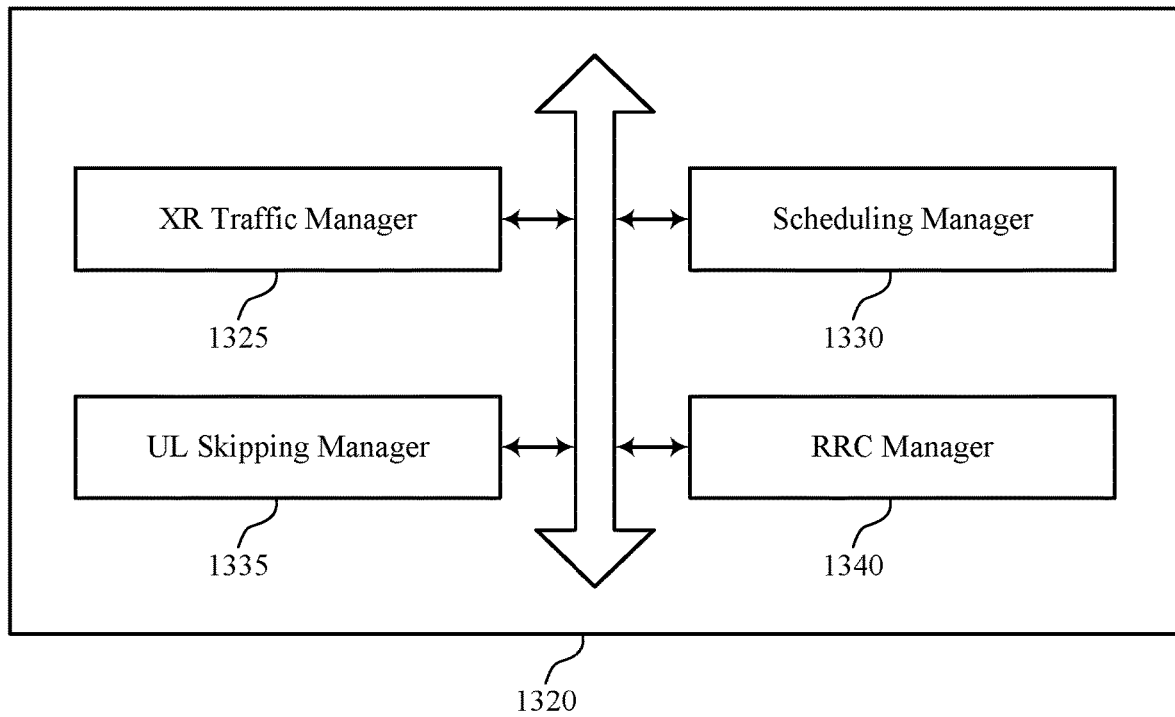 XR Traffic Manager
Scheduling Manager
1325
1330
UL Skipping Manager
RRC Manager
1335
1340
1320